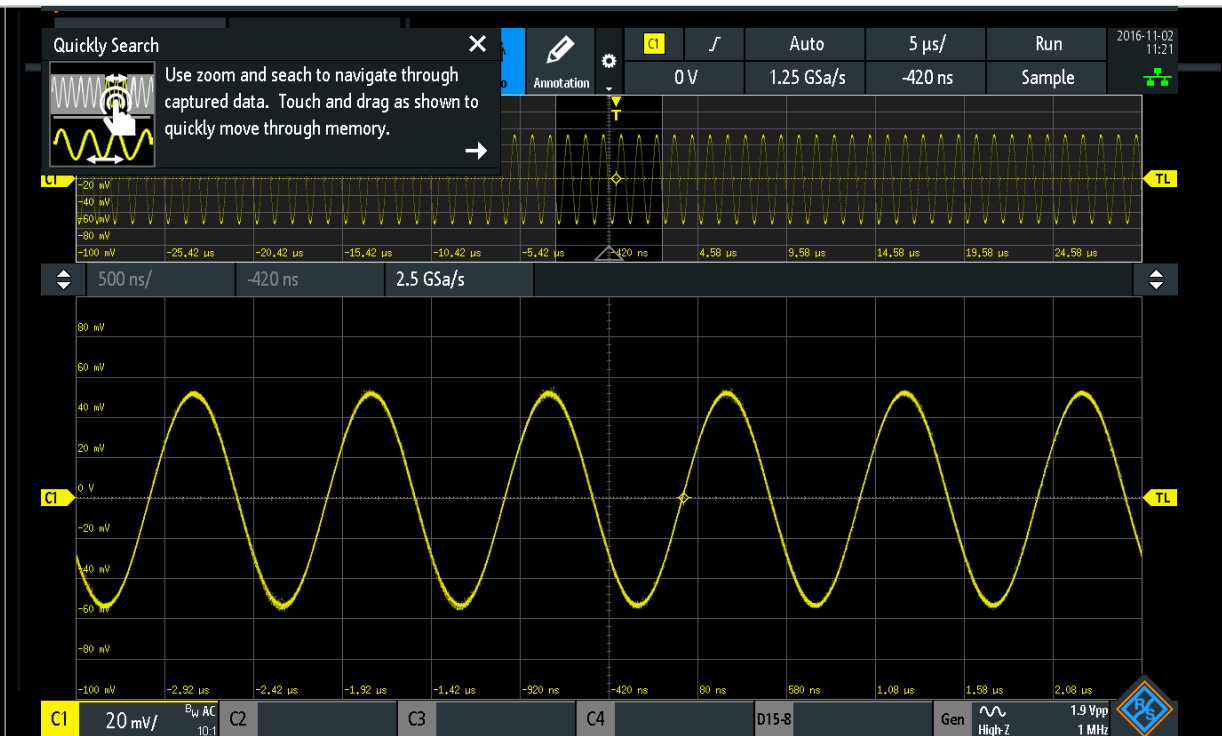 Quickly Search
Use zoom and seach to navigate through
captured data. Touch and drag as shown to
quickly move through memory.
Annotation
C1
Auto
5 µs/
Run
2016-11-02
11:21
0 V
1.25 GSa/s
-420 ns
Sample
T
C1
TL
-20 mV
-40 mV
-60 mV
-80 mV
-100 mV
-25,42 µs
-20,42 µs
-15,42 µs
-10,42 µs
-5,42 µs
-420 ns
4,58 µs
9,58 µs
14,58 µs
19,58 µs
24,58 µs
500 ns/
-420 ns
2.5 GSa/s
80 mV
60 mV
40 mV
20 mV
0 V
C1
TL
-20 mV
-40 mV
-60 mV
-80 mV
-100 mV
-2,92 µs
-2,42 µs
-1,92 µs
-1,42 µs
-920 ns
-420 ns
80 ns
580 ns
1,08 µs
1,58 µs
2,08 µs
C1
20 mV/
BW AC
10:1
C2
C3
C4
D15-8
Gen
High-Z
1.9 Vpp
1 MHz
R&S